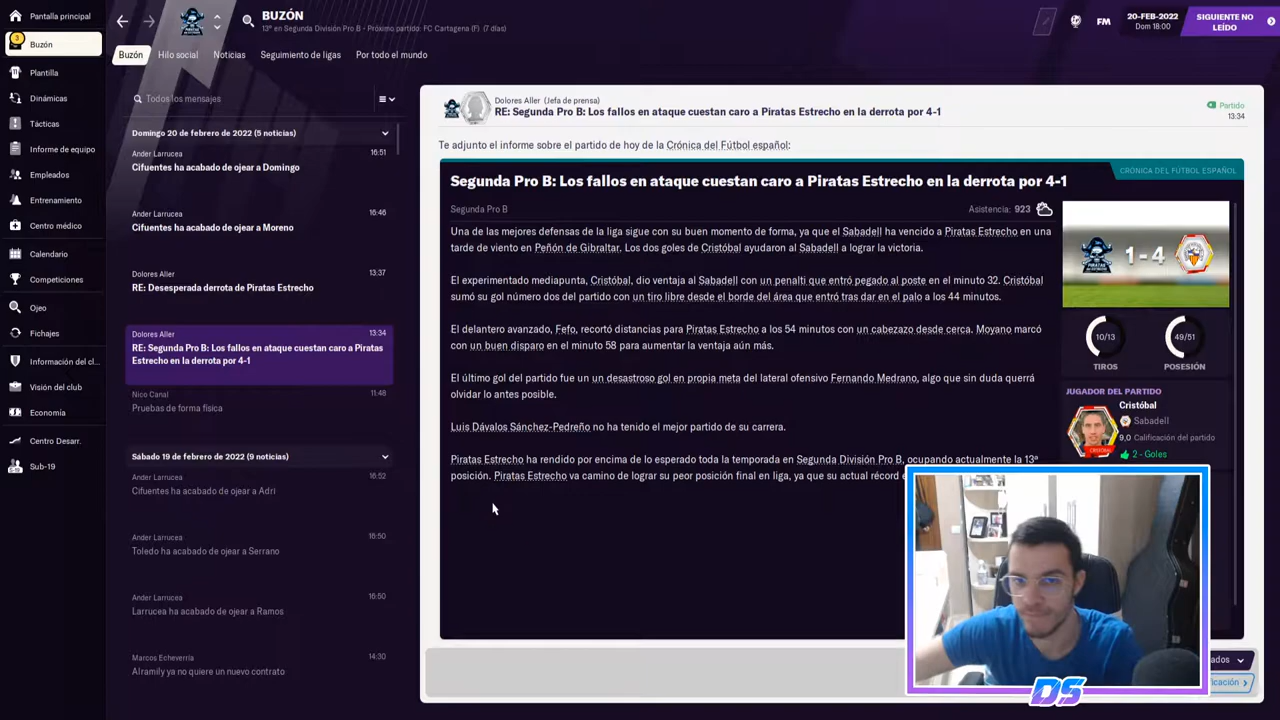 Pantalla principal
3
Buzón
Plantilla
Dinámicas
Tácticas
Informe de equipo
Empleados
Entrenamiento
Centro médico
Calendario
Competiciones
Ojeo
Fichajes
Información del cl...
Visión del club
Economía
Centro Desarr.
Sub-19
BUZÓN
13º en Segunda División Pro B - Próximo partido: FC Cartagena (F) (7 días)
FM
20-FEB-2022
Dom 18:00
SIGUIENTE NO LEÍDO
Buzón
Hilo social
Noticias
Seguimiento de ligas
Por todo el mundo
Todos los mensajes
Domingo 20 de febrero de 2022 (5 noticias)
Ander Larrucea 16:51
Cifuentes ha acabado de ojear a Domingo
Ander Larrucea 16:46
Cifuentes ha acabado de ojear a Moreno
Dolores Aller 13:37
RE: Desesperada derrota de Piratas Estrecho
Dolores Aller 13:34
RE: Segunda Pro B: Los fallos en ataque cuestan caro a Piratas
Estrecho en la derrota por 4-1
Nico Canal 11:48
Pruebas de forma física
Sábado 19 de febrero de 2022 (9 noticias)
Ander Larrucea 16:52
Cifuentes ha acabado de ojear a Adri
Ander Larrucea 16:50
Toledo ha acabado de ojear a Serrano
Ander Larrucea 16:50
Larrucea ha acabado de ojear a Ramos
Marcos Echeverría 14:30
Alramily ya no quiere un nuevo contrato
Dolores Aller (Jefa de prensa)
RE: Segunda Pro B: Los fallos en ataque cuestan caro a Piratas Estrecho en la derrota por 4-1
Partido
13:34
Te adjunto el informe sobre el partido de hoy de la Crónica del Fútbol español:
CRÓNICA DEL FÚTBOL ESPAÑOL
Segunda Pro B: Los fallos en ataque cuestan caro a Piratas Estrecho en la derrota por 4-1
Segunda Pro B
Asistencia: 923
Una de las mejores defensas de la liga sigue con su buen momento de forma, ya que el Sabadell ha vencido a Piratas Estrecho en una
tarde de viento en Peñón de Gibraltar. Los dos goles de Cristóbal ayudaron al Sabadell a lograr la victoria.
El experimentado mediapunta, Cristóbal, dio ventaja al Sabadell con un penalti que entró pegado al poste en el minuto 32. Cristóbal
sumó su gol número dos del partido con un tiro libre desde el borde del área que entró tras dar en el palo a los 44 minutos.
El delantero avanzado, Fefo, recortó distancias para Piratas Estrecho a los 54 minutos con un cabezazo desde cerca. Moyano marcó
con un buen disparo en el minuto 58 para aumentar la ventaja aún más.
El último gol del partido fue un desastroso gol en propia meta del lateral ofensivo Fernando Medrano, algo que sin duda querrá
olvidar lo antes posible.
Luis Dávalos Sánchez-Pedreño no ha tenido el mejor partido de su carrera.
Piratas Estrecho ha rendido por encima de lo esperado toda la temporada en Segunda División Pro B, ocupando actualmente la 13ª
posición. Piratas Estrecho va camino de lograr su peor posición final en liga, ya que su actual récord e
1-4
10/13
TIROS
49/51
POSESIÓN
JUGADOR DEL PARTIDO
Cristóbal
Sabadell
9,0 Calificación del partido
2 - Goles
CRISTÓBAL
DS